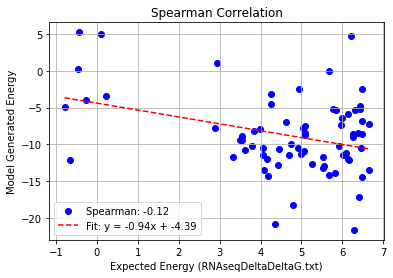 Spearman Correlation
Model Generated Energy
5
0
−5
−10
−15
−20
Spearman: -0.12
Fit: y = -0.94x + -4.39
−1 0 1 2 3 4 5 6 7
Expected Energy (RNAseqDeltaDeltaG.txt)